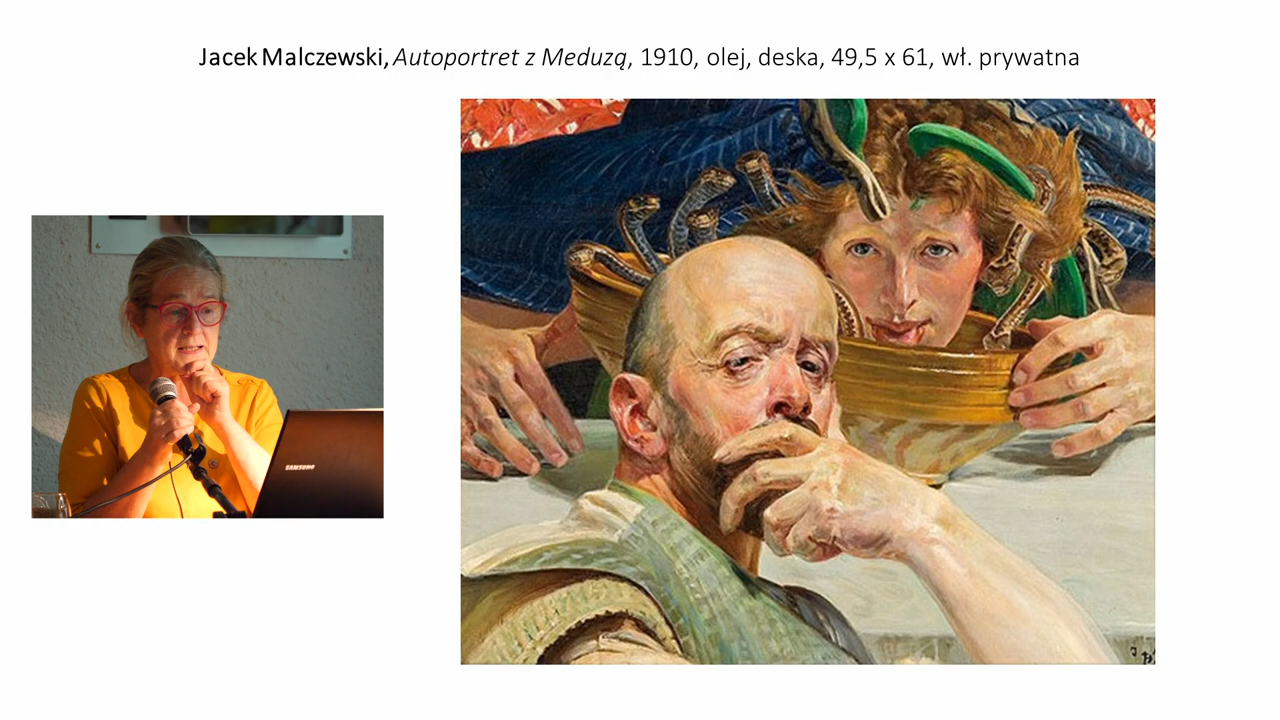 Jacek Malczewski, Autoportret z Meduzą, 1910, olej, deska, 49,5 x 61, wł. prywatna
SAMSUNG